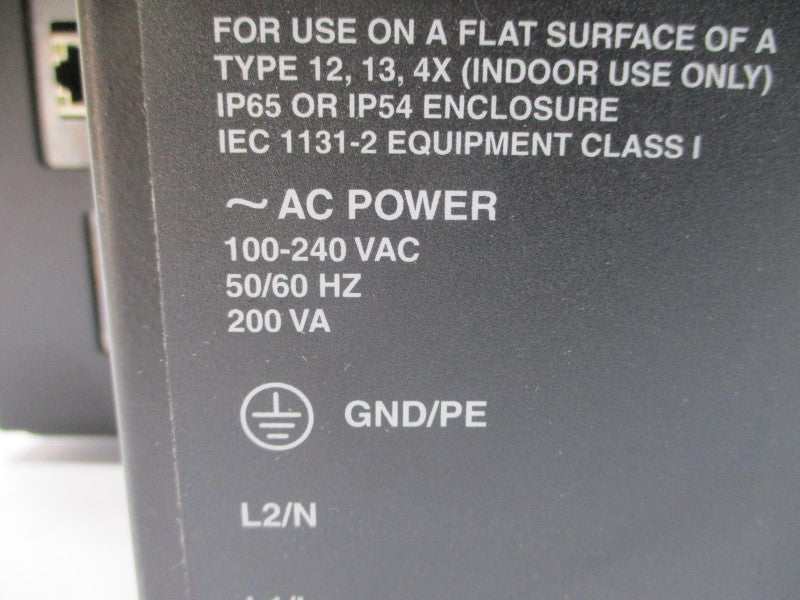 FOR USE ON A FLAT SURFACE OF A
TYPE 12, 13, 4X (INDOOR USE ONLY)
IP65 OR IP54 ENCLOSURE
IEC 1131-2 EQUIPMENT CLASS I
~ AC POWER
100-240 VAC
50/60 HZ
200 VA
GND/PE
L2/N